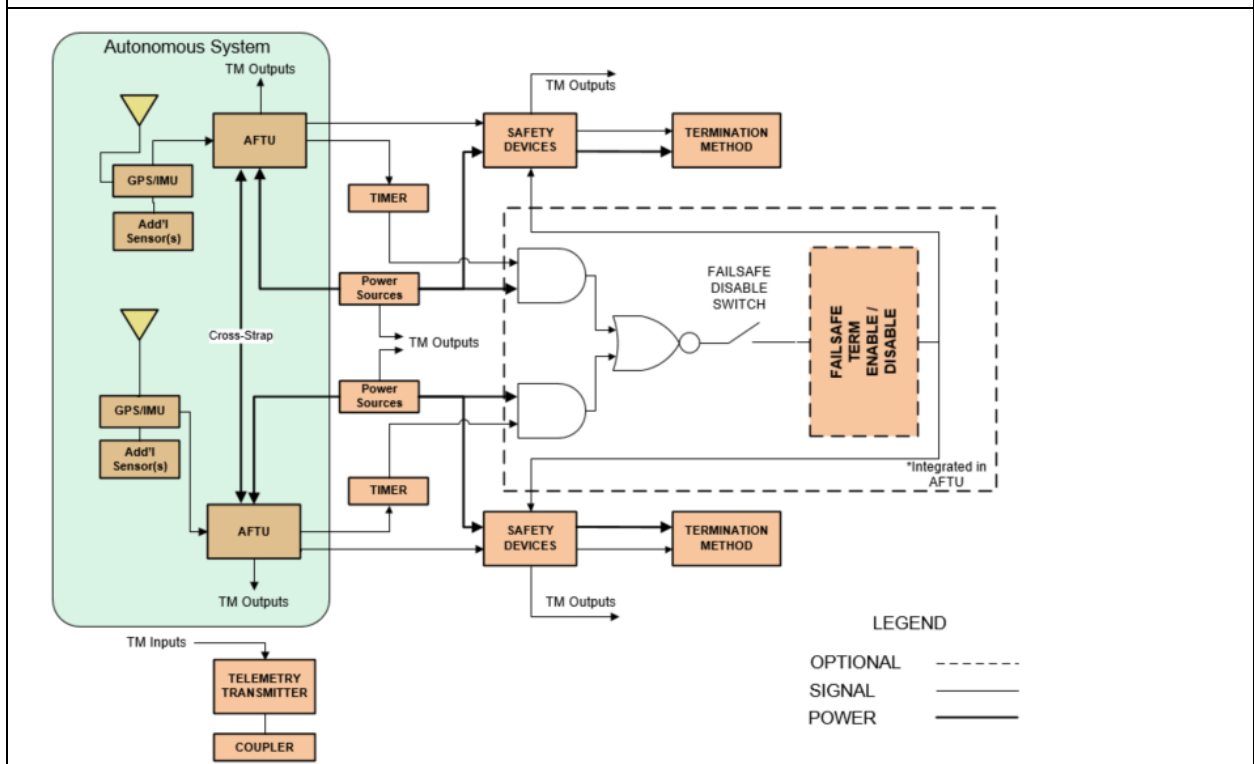 Autonomous System
TM Outputs
AFTU
GPS/IMU
Add'l
Sensor(s)
TIMER
SAFETY
DEVICES
TM Outputs
TERMINATION
METHOD
Power
Sources
TM Outputs
Power
Sources
Cross-Strap
FAILSAFE
DISABLE
SWITCH
FAILSAFE
TERM
ENABLE /
DISABLE
*Integrated in
AFTU
GPS/IMU
Add'l
Sensor(s)
TIMER
AFTU
TM Outputs
SAFETY
DEVICES
TERMINATION
METHOD
TM Outputs
TM Inputs
TELEMETRY
TRANSMITTER
COUPLER
LEGEND
OPTIONAL
SIGNAL
POWER